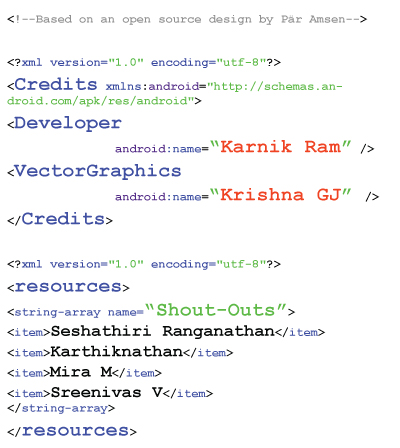 <!--Based on an open source design by Pär Amsen-->
<?xml version="1.0" encoding="utf-8"?>
<Credits xmlns:android="http://schemas.an-
droid.com/apk/res/android">
<Developer
android:name="Karnik Ram" />
<VectorGraphics
android:name="Krishna GJ" />
</Credits>
<?xml version="1.0" encoding="utf-8"?>
<resources>
<string-array name="Shout-Outs">
<item>Seshathiri Ranganathan</item>
<item>Karthiknathan</item>
<item>Mira M</item>
<item>Sreenivas V</item>
</string-array>
</resources>